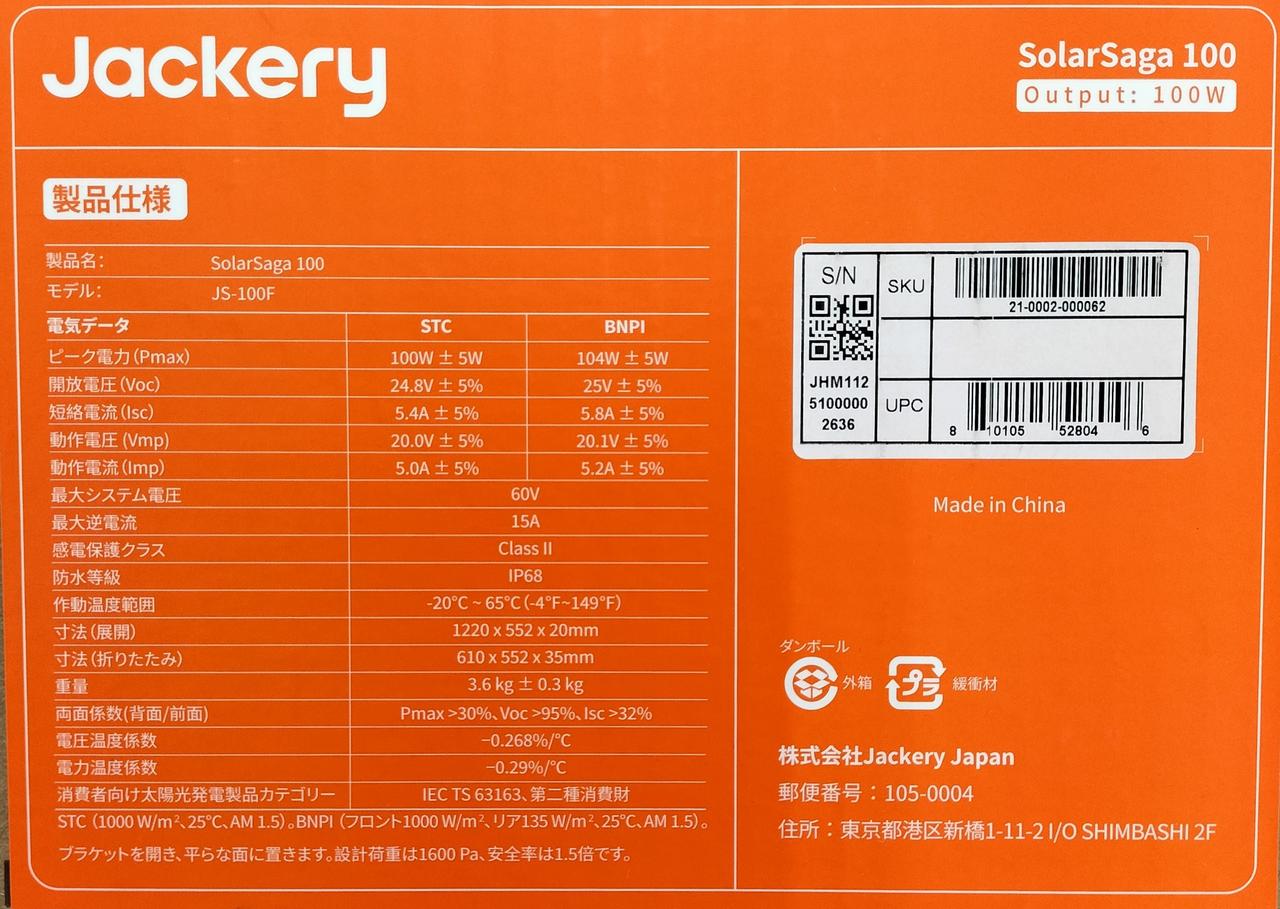 Jackery
SolarSaga 100
Output: 100W
製品仕様
製品名: SolarSaga 100
モデル: JS-100F
電気データ STC BNPI
ピーク電力(Pmax) 100W ± 5W 104W ± 5W
開放電圧(Voc) 24.8V ± 5% 25V ± 5%
短絡電流(Isc) 5.4A ± 5% 5.8A ± 5%
動作電圧 (Vmp) 20.0V ± 5% 20.1V ± 5%
動作電流(Imp) 5.0A ± 5% 5.2A ± 5%
最大システム電圧 60V
最大逆電流 15A
感電保護クラス Class II
防水等級 IP68
作動温度範囲 -20℃ ~ 65℃(-4℉~149℉)
寸法(展開) 1220 x 552 x 20mm
寸法(折りたたみ) 610 x 552 x 35mm
重量 3.6 kg ± 0.3 kg
両面係数(背面/前面) Pmax >30%、Voc >95%、Isc >32%
電圧温度係数 −0.268%/℃
電力温度係数 −0.29%/℃
消費者向け太陽光発電製品カテゴリー IEC TS 63163、第二種消費財
STC (1000 W/m²、25℃、AM 1.5)。BNPI (フロント1000 W/m²、リア135 W/m²、25℃、AM 1.5)。
ブラケットを開き、平らな面に置きます。設計荷重は1600 Pa、安全率は1.5倍です。
S/N
JHM112
5100000
2636
SKU
21-0002-000062
UPC
8 10105 52804 6
Made in China
ダンボール
外箱
プラ
緩衝材
株式会社Jackery Japan
郵便番号：105-0004
住所：東京都港区新橋1-11-2 I/O SHIMBASHI 2F